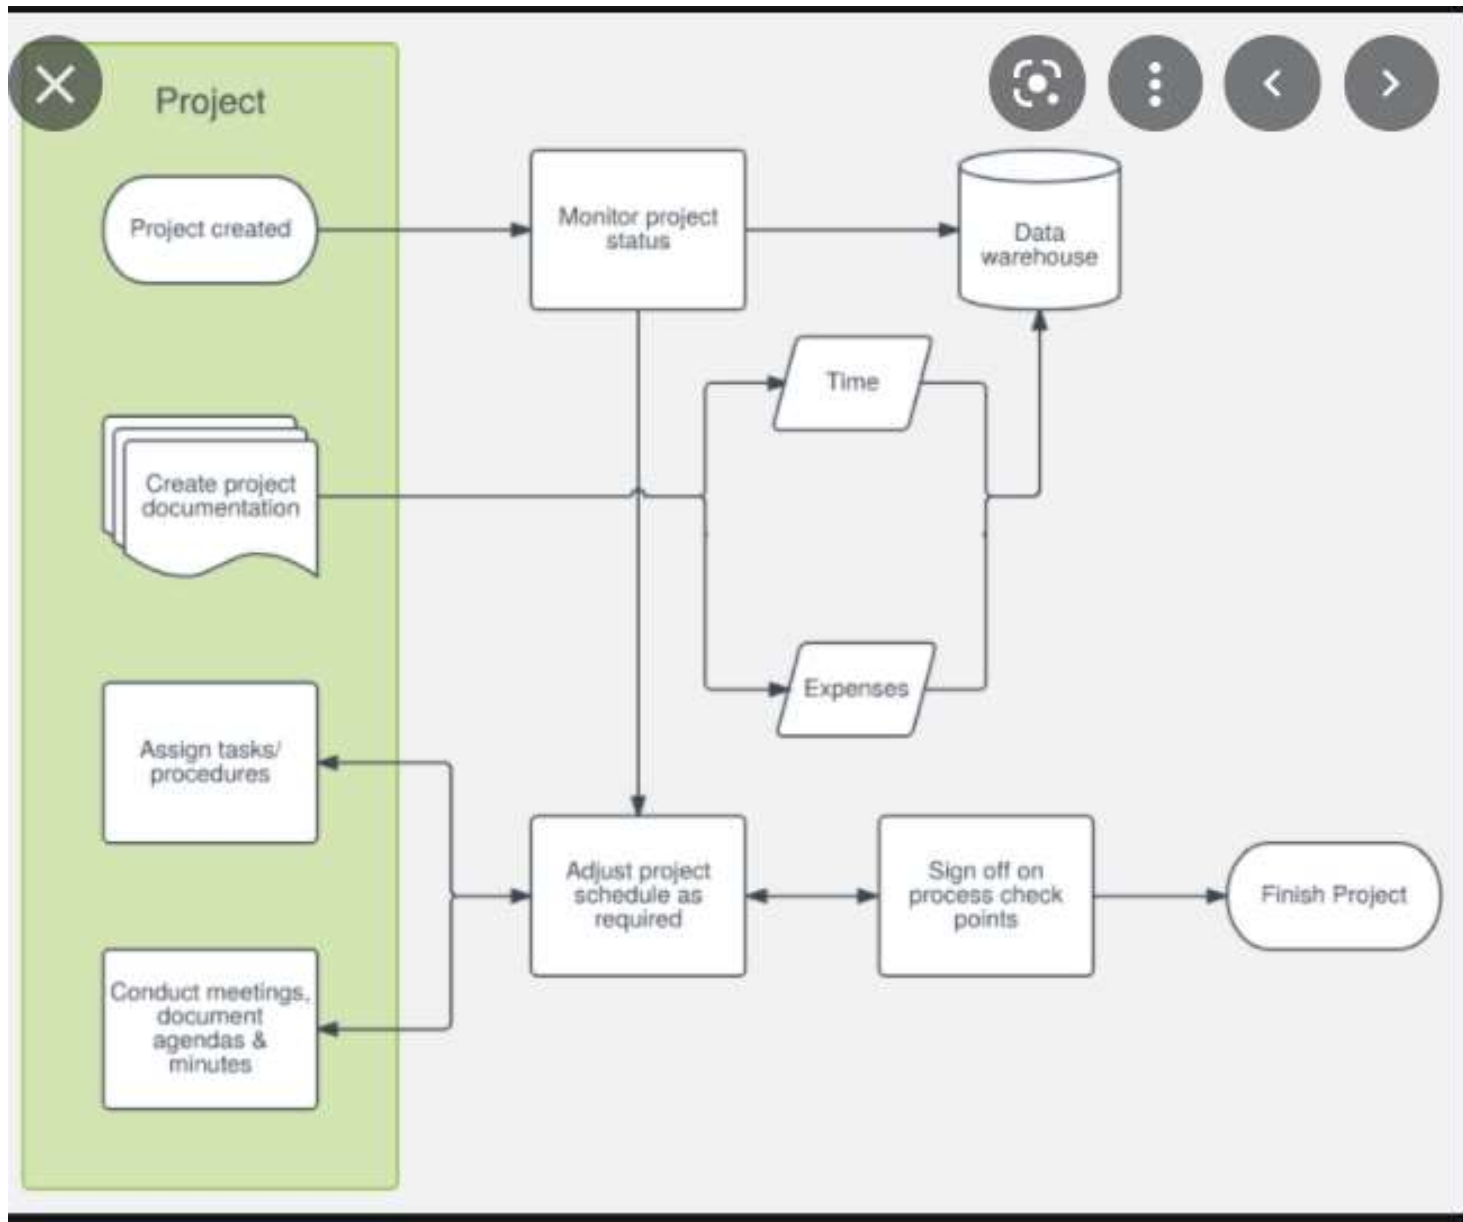 Project
Project created
Monitor project
status
Data
warehouse
Time
Create project
documentation
Expenses
Assign tasks/
procedures
Adjust project
schedule as
required
Sign off on
process check
points
Finish Project
Conduct meetings,
document
agendas &
minutes